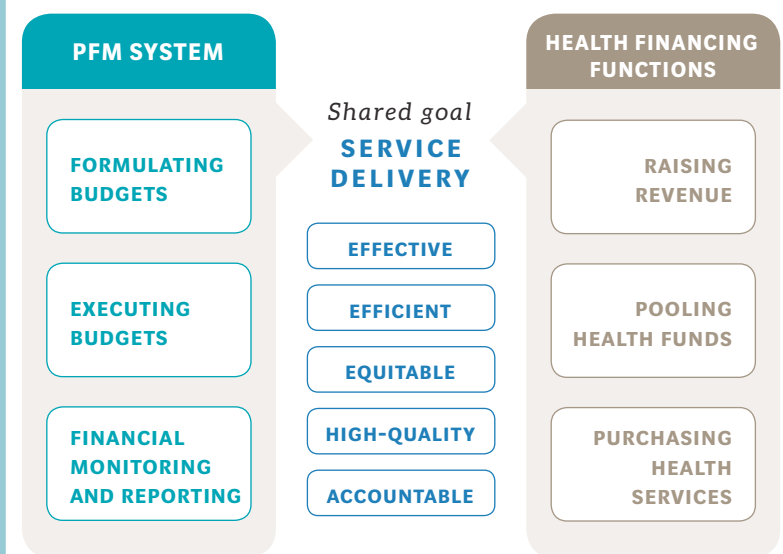 PFM SYSTEM
FORMULATING
BUDGETS
EXECUTING
BUDGETS
FINANCIAL
MONITORING
AND REPORTING
Shared goal
SERVICE
DELIVERY
EFFECTIVE
EFFICIENT
EQUITABLE
HIGH-QUALITY
ACCOUNTABLE
HEALTH FINANCING
FUNCTIONS
RAISING
REVENUE
POOLING
HEALTH FUNDS
PURCHASING
HEALTH
SERVICES